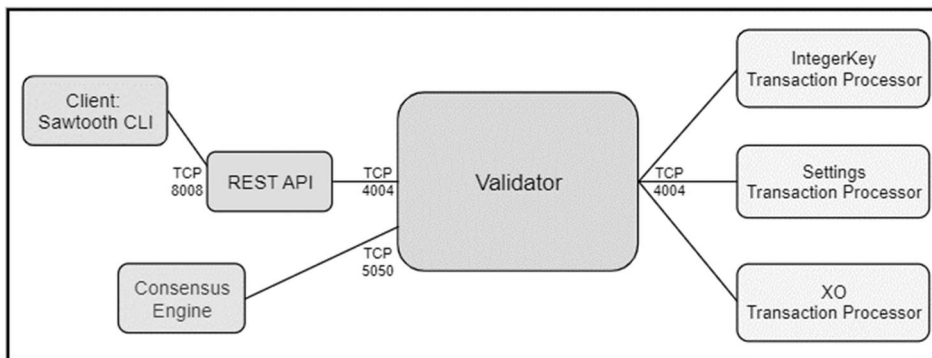 Client:
Sawtooth CLI
TCP
8008
REST API
TCP
4004
Consensus
Engine
TCP
5050
Validator
TCP
4004
IntegerKey
Transaction Processor
Settings
Transaction Processor
XO
Transaction Processor